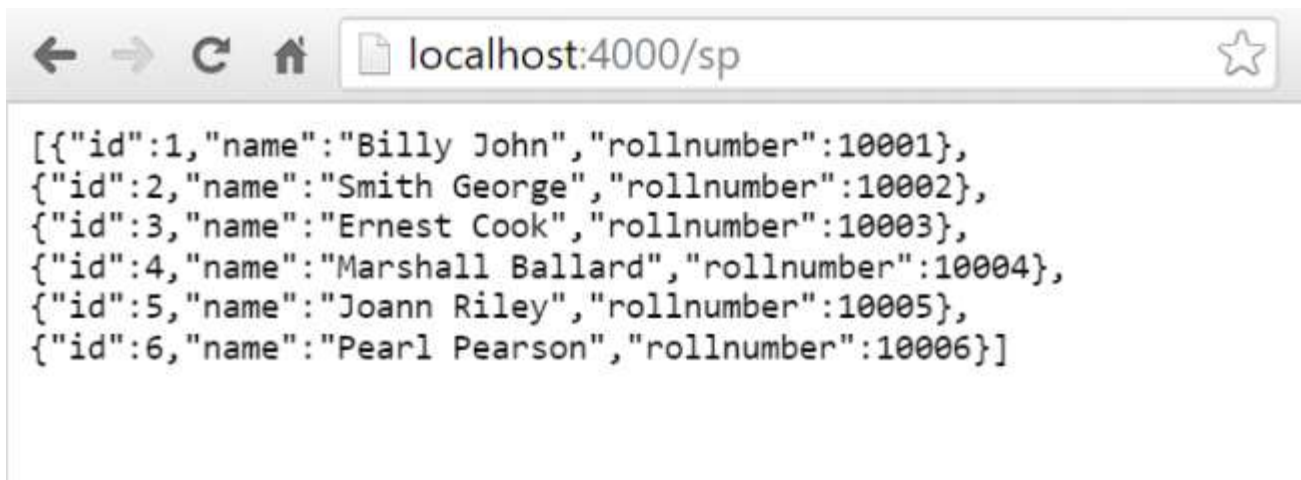 localhost:4000/sp
[{"id":1,"name":"Billy John","rollnumber":10001},
{"id":2,"name":"Smith George","rollnumber":10002},
{"id":3,"name":"Ernest Cook","rollnumber":10003},
{"id":4,"name":"Marshall Ballard","rollnumber":10004},
{"id":5,"name":"Joann Riley","rollnumber":10005},
{"id":6,"name":"Pearl Pearson","rollnumber":10006}]